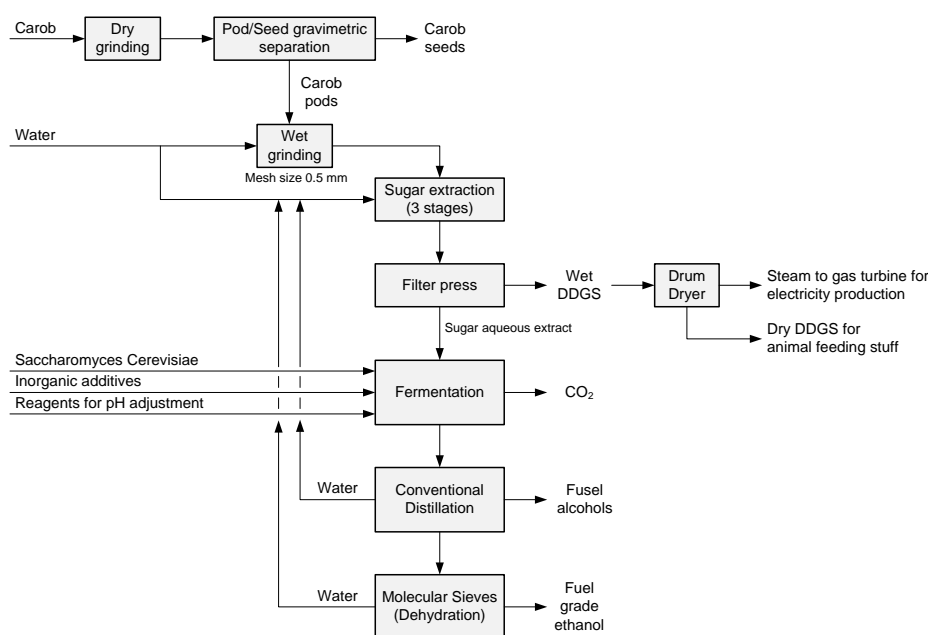 Carob
Dry
grinding
Pod/Seed gravimetric
separation
Carob
seeds
Carob
pods
Water
Wet
grinding
Mesh size 0.5 mm
Sugar extraction
(3 stages)
Filter press
Wet
DDGS
Drum
Dryer
Steam to gas turbine for
electricity production
Dry DDGS for
animal feeding stuff
Sugar aqueous extract
Saccharomyces Cerevisiae
Inorganic additives
Reagents for pH adjustment
Fermentation
CO₂
Water
Conventional
Distillation
Fusel
alcohols
Water
Molecular Sieves
(Dehydration)
Fuel
grade
ethanol